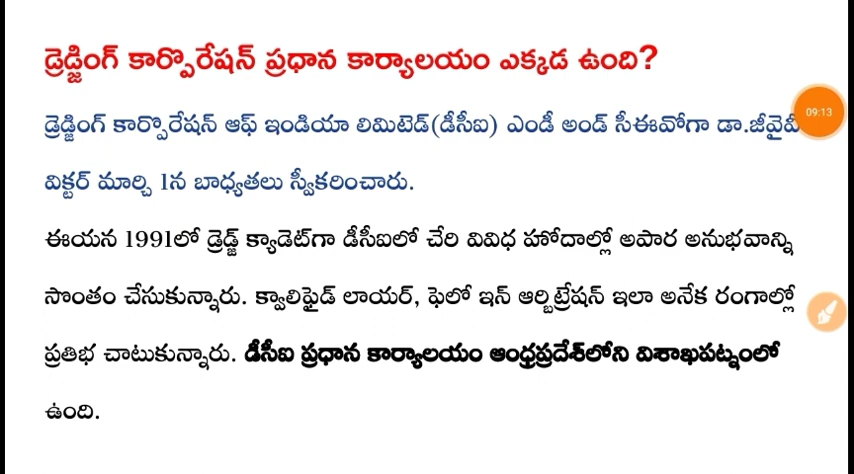 డ్రెడ్జింగ్ కార్పొరేషన్ ప్రధాన కార్యాలయం ఎక్కడ ఉంది?
డ్రెడ్జింగ్ కార్పొరేషన్ ఆఫ్ ఇండియా లిమిటెడ్(డీసీఐ) ఎండీ అండ్ సీఈవోగా డా.జీవైవీ
విక్టర్ మార్చి 1న బాధ్యతలు స్వీకరించారు.
ఈయన 1991లో డ్రెడ్జ్ క్యాడెట్‌గా డీసీఐలో చేరి వివిధ హోదాల్లో అపార అనుభవాన్ని
సొంతం చేసుకున్నారు. క్వాలిఫైడ్ లాయర్, ఫెలో ఇన్ ఆర్బిట్రేషన్ ఇలా అనేక రంగాల్లో
ప్రతిభ చాటుకున్నారు. డీసీఐ ప్రధాన కార్యాలయం ఆంధ్రప్రదేశ్‌లోని విశాఖపట్నంలో
ఉంది.
09:13